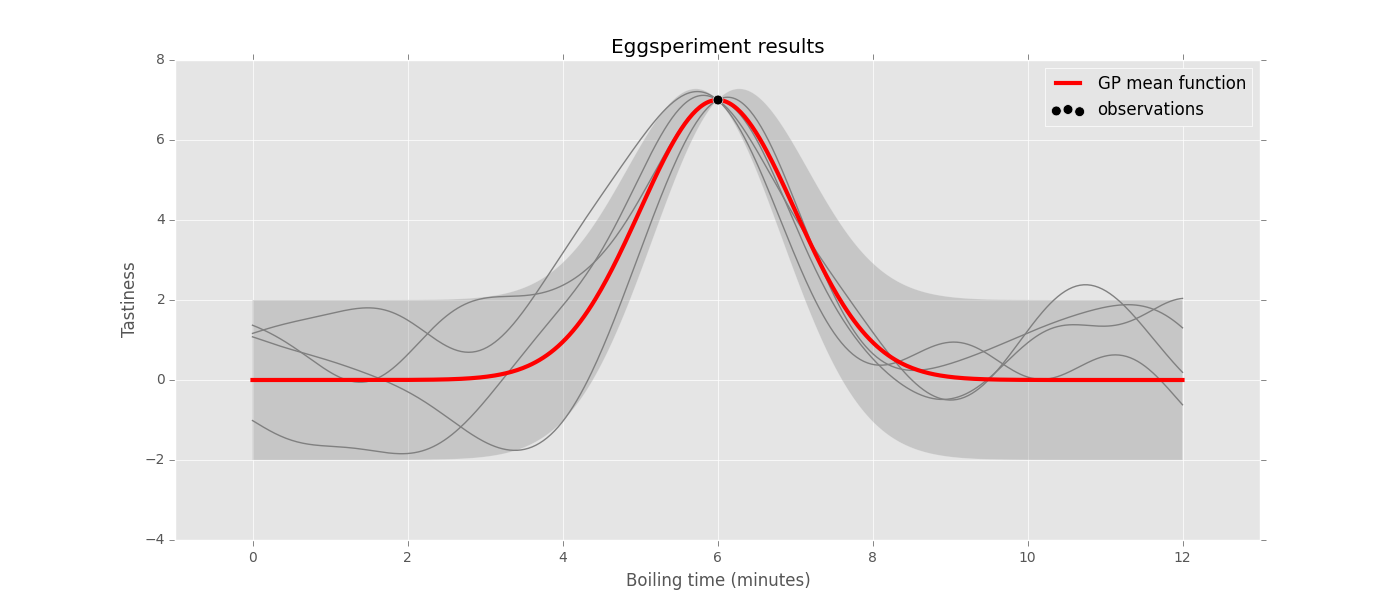 Eggsperiment results
8
6
4
2
0
−2
−4
Tastiness
GP mean function
observations
0 2 4 6 8 10 12
Boiling time (minutes)